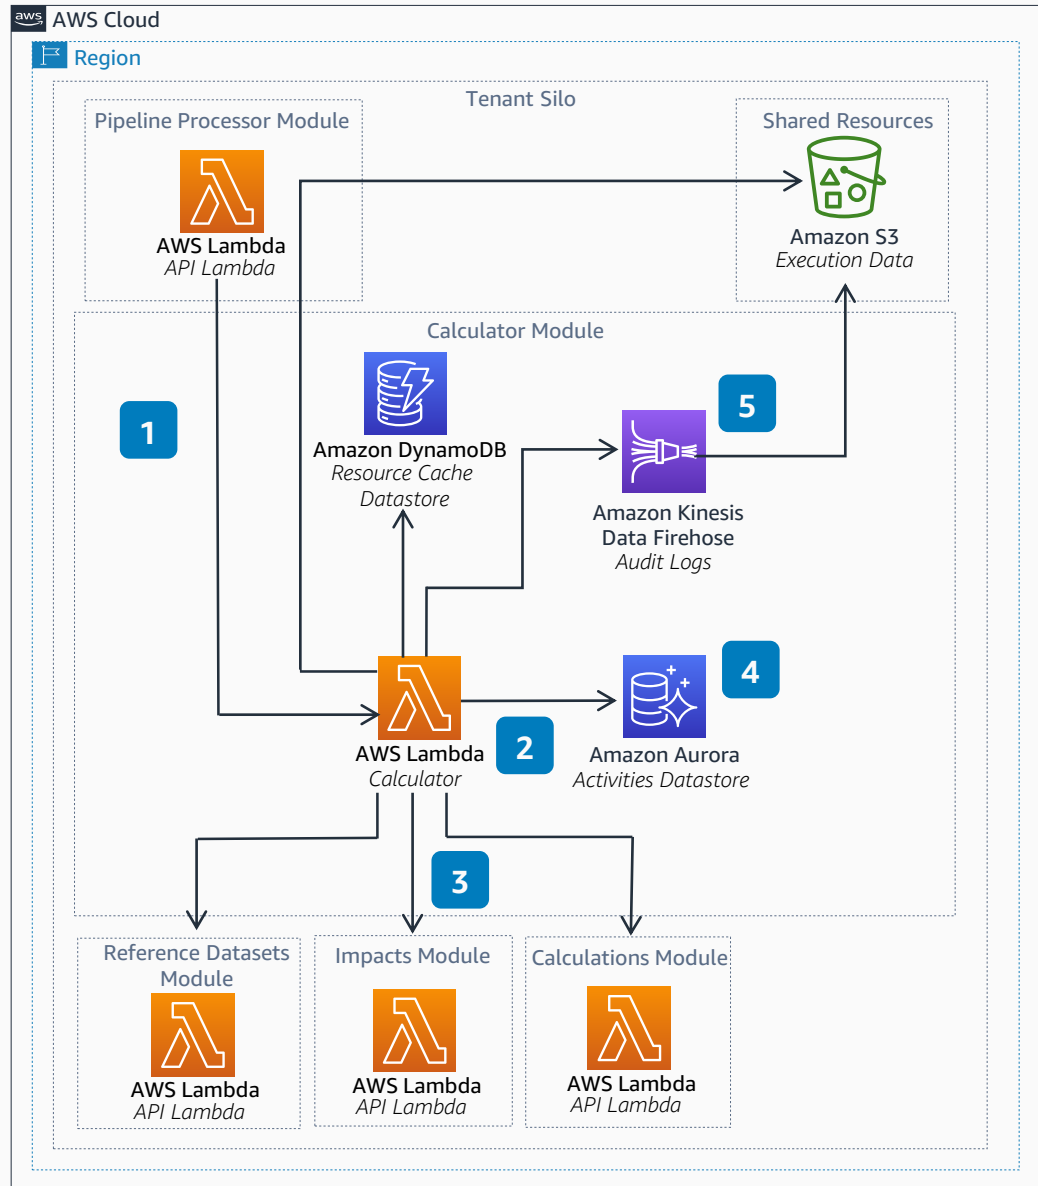 aws
AWS Cloud
Region
Tenant Silo
Pipeline Processor Module
AWS Lambda
API Lambda
Shared Resources
Amazon S3
Execution Data
Calculator Module
1
Amazon DynamoDB
Resource Cache
Datastore
5
Amazon Kinesis
Data Firehose
Audit Logs
AWS Lambda
Calculator
2
4
Amazon Aurora
Activities Datastore
3
Reference Datasets
Module
AWS Lambda
API Lambda
Impacts Module
AWS Lambda
API Lambda
Calculations Module
AWS Lambda
API Lambda